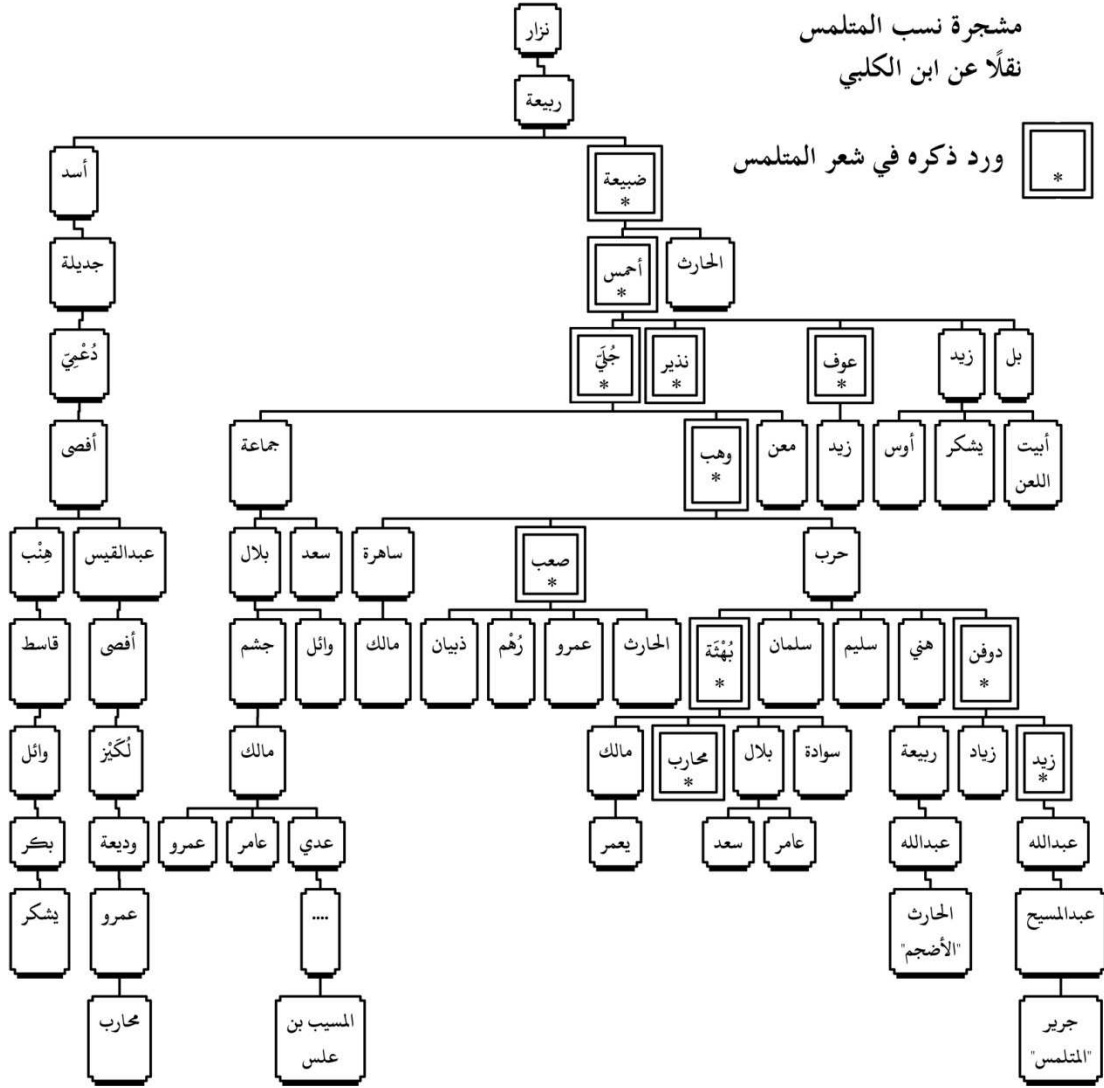 مشجرة نسب المتلمس
نقلًا عن ابن الكلبي
*
ورد ذكره في شعر المتلمس
نزار
ربيعة
ضبيعة
*
أسد
الحارث
أحمس
*
جديلة
بل
زيد
عوف
*
نذير
*
جُلَيّ
*
دُعْمِيّ
أبيت
اللعن
يشكر
أوس
زيد
معن
وهب
*
جماعة
أفصى
حرب
صعب
*
ساهرة
سعد
بلال
عبدالقيس
هِنْب
دوفن
*
هني
سليم
سلمان
بُهْثَة
*
الحارث
عمرو
رُهْم
ذبيان
مالك
وائل
جشم
أفصى
قاسط
زيد
*
زياد
ربيعة
سوادة
بلال
محارب
*
مالك
مالك
لُكَيْز
وائل
عبدالله
عبدالله
عامر
سعد
يعمر
عدي
عامر
عمرو
وديعة
بكر
عبدالمسيح
الحارث
"الأضجم"
....
عمرو
يشكر
جرير
"المتلمس"
المسيب بن
علس
محارب